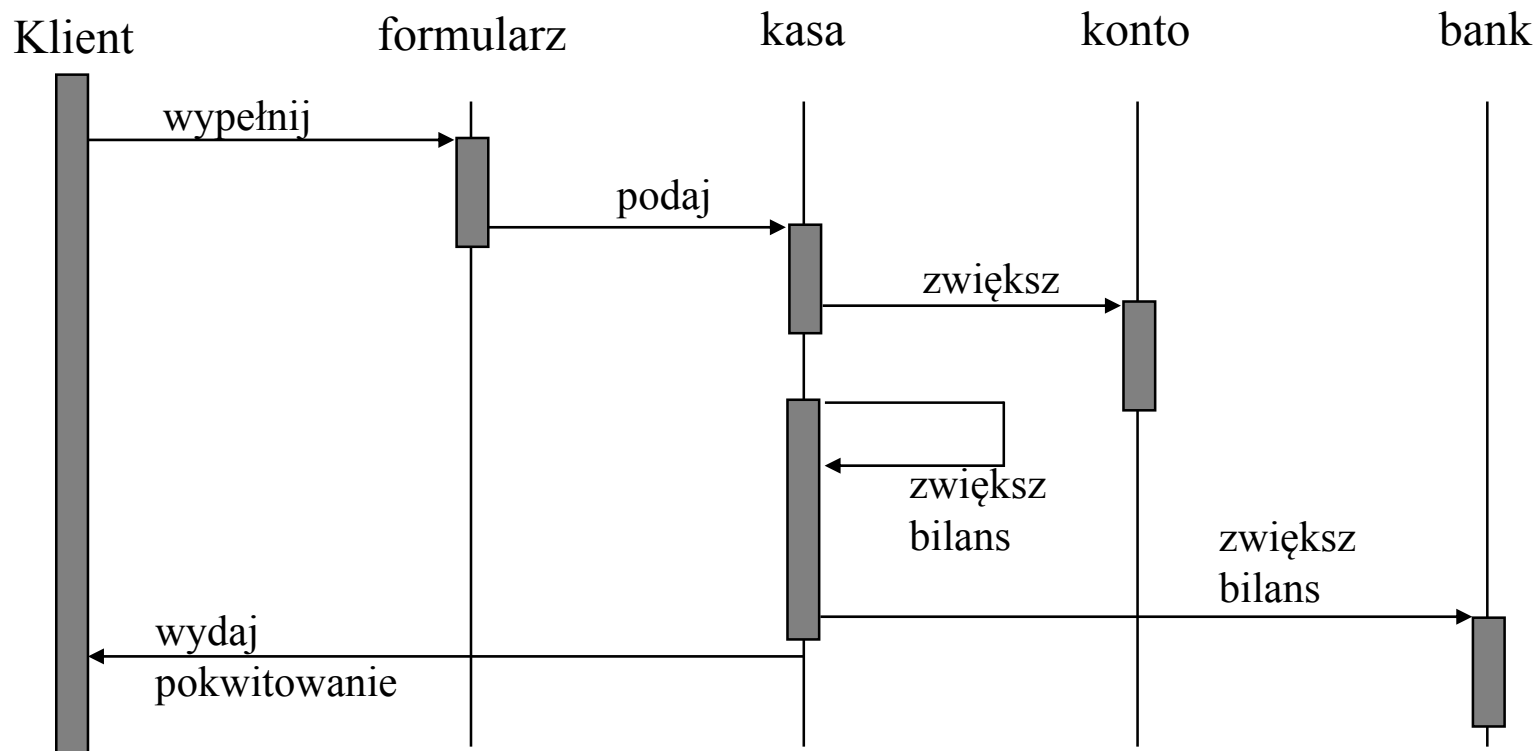 Klient
formularz
kasa
konto
bank
wypełnij
podaj
zwiększ
zwiększ
bilans
zwiększ
bilans
wydaj
pokwitowanie